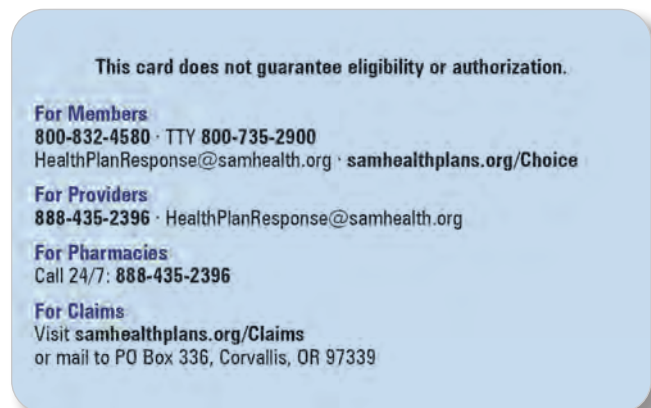 This card does not guarantee eligibility or authorization.
For Members
800-832-4580 · TTY 800-735-2900
HealthPlanResponse@samhealth.org · samhealthplans.org/Choice
For Providers
888-435-2396 · HealthPlanResponse@samhealth.org
For Pharmacies
Call 24/7: 888-435-2396
For Claims
Visit samhealthplans.org/Claims
or mail to PO Box 336, Corvallis, OR 97339